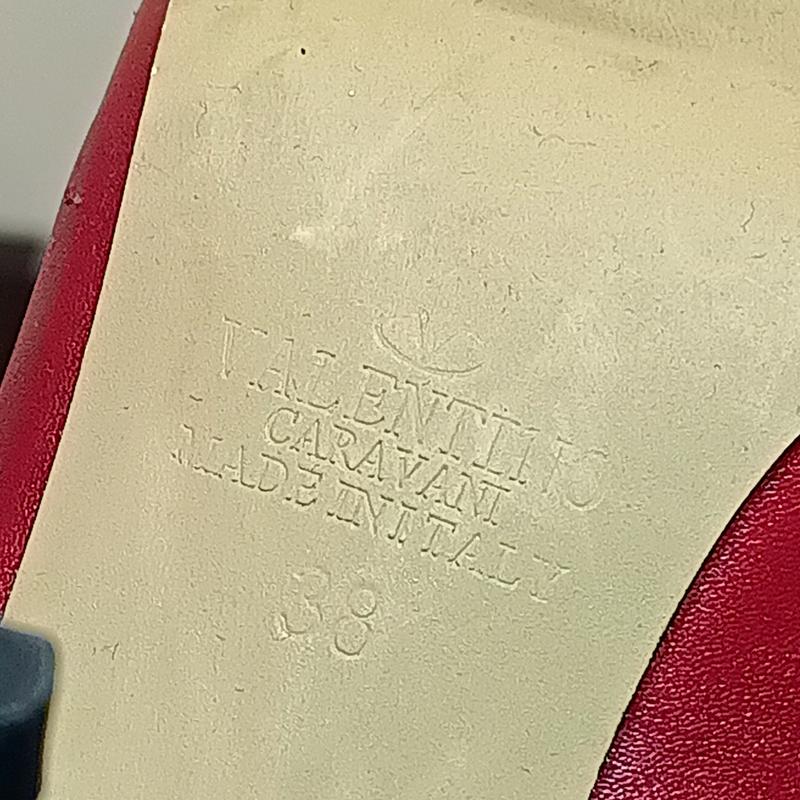 VALENTINO
CARAVANI
MADE IN ITALY
38